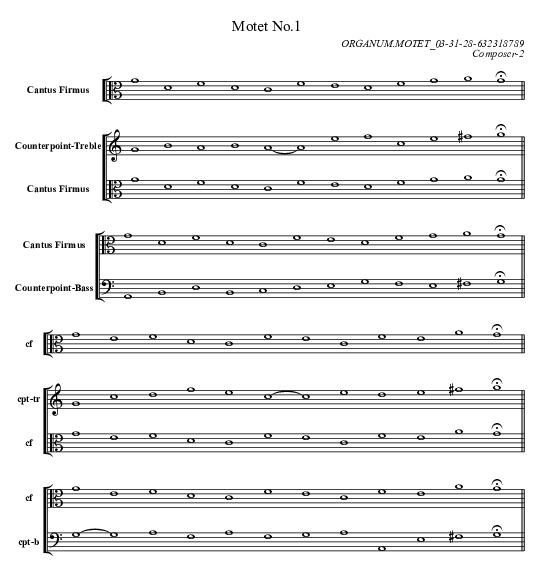 Motet No.1
ORGANUM.MOTET_03-31-28-632318789
Composer-2
Cantus Firmus
Counterpoint-Treble
Cantus Firmus
Cantus Firmus
Counterpoint-Bass
cf
cpt-tr
cf
cf
cpt-b